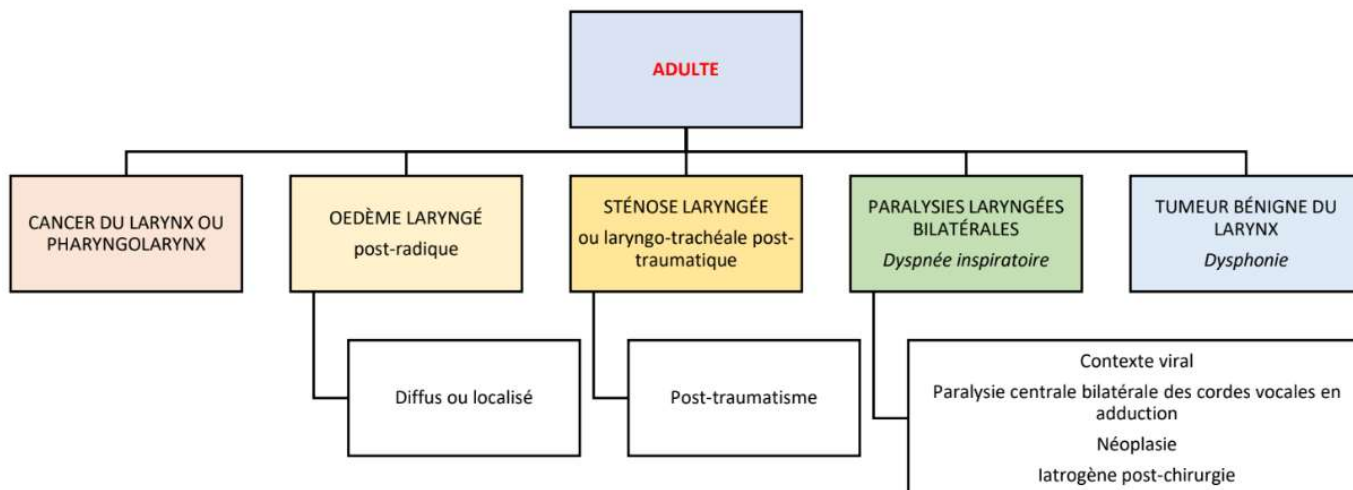 ADULTE
CANCER DU LARYNX OU
PHARYNGOLARYNX
OEDÈME LARYNGÉ
post-radique
STÉNOSE LARYNGÉE
ou laryngo-trachéale post-
traumatique
PARALYSIES LARYNGÉES
BILATÉRALES
Dyspnée inspiratoire
TUMEUR BÉNIGNE DU
LARYNX
Dysphonie
Diffus ou localisé
Post-traumatisme
Contexte viral
Paralysie centrale bilatérale des cordes vocales en
adduction
Néoplasie
Iatrogène post-chirurgie